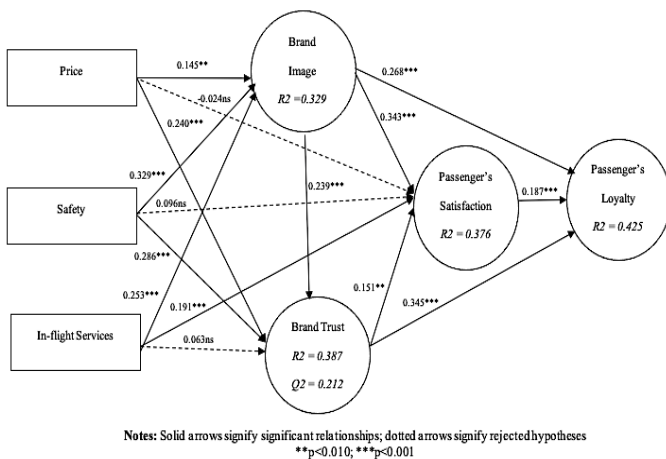 Price
Safety
In-flight Services
Brand
Image
R2 =0.329
Brand Trust
R2 = 0.387
Q2 = 0.212
Passenger's
Satisfaction
R2 = 0.376
Passenger's
Loyalty
R2 = 0.425
0.145**
-0.024ns
0.240***
0.329***
0.096ns
0.286***
0.253***
0.191***
0.063ns
0.239***
0.268***
0.343***
0.151**
0.187***
0.345***
Notes: Solid arrows signify significant relationships; dotted arrows signify rejected hypotheses
**p<0.010; ***p<0.001